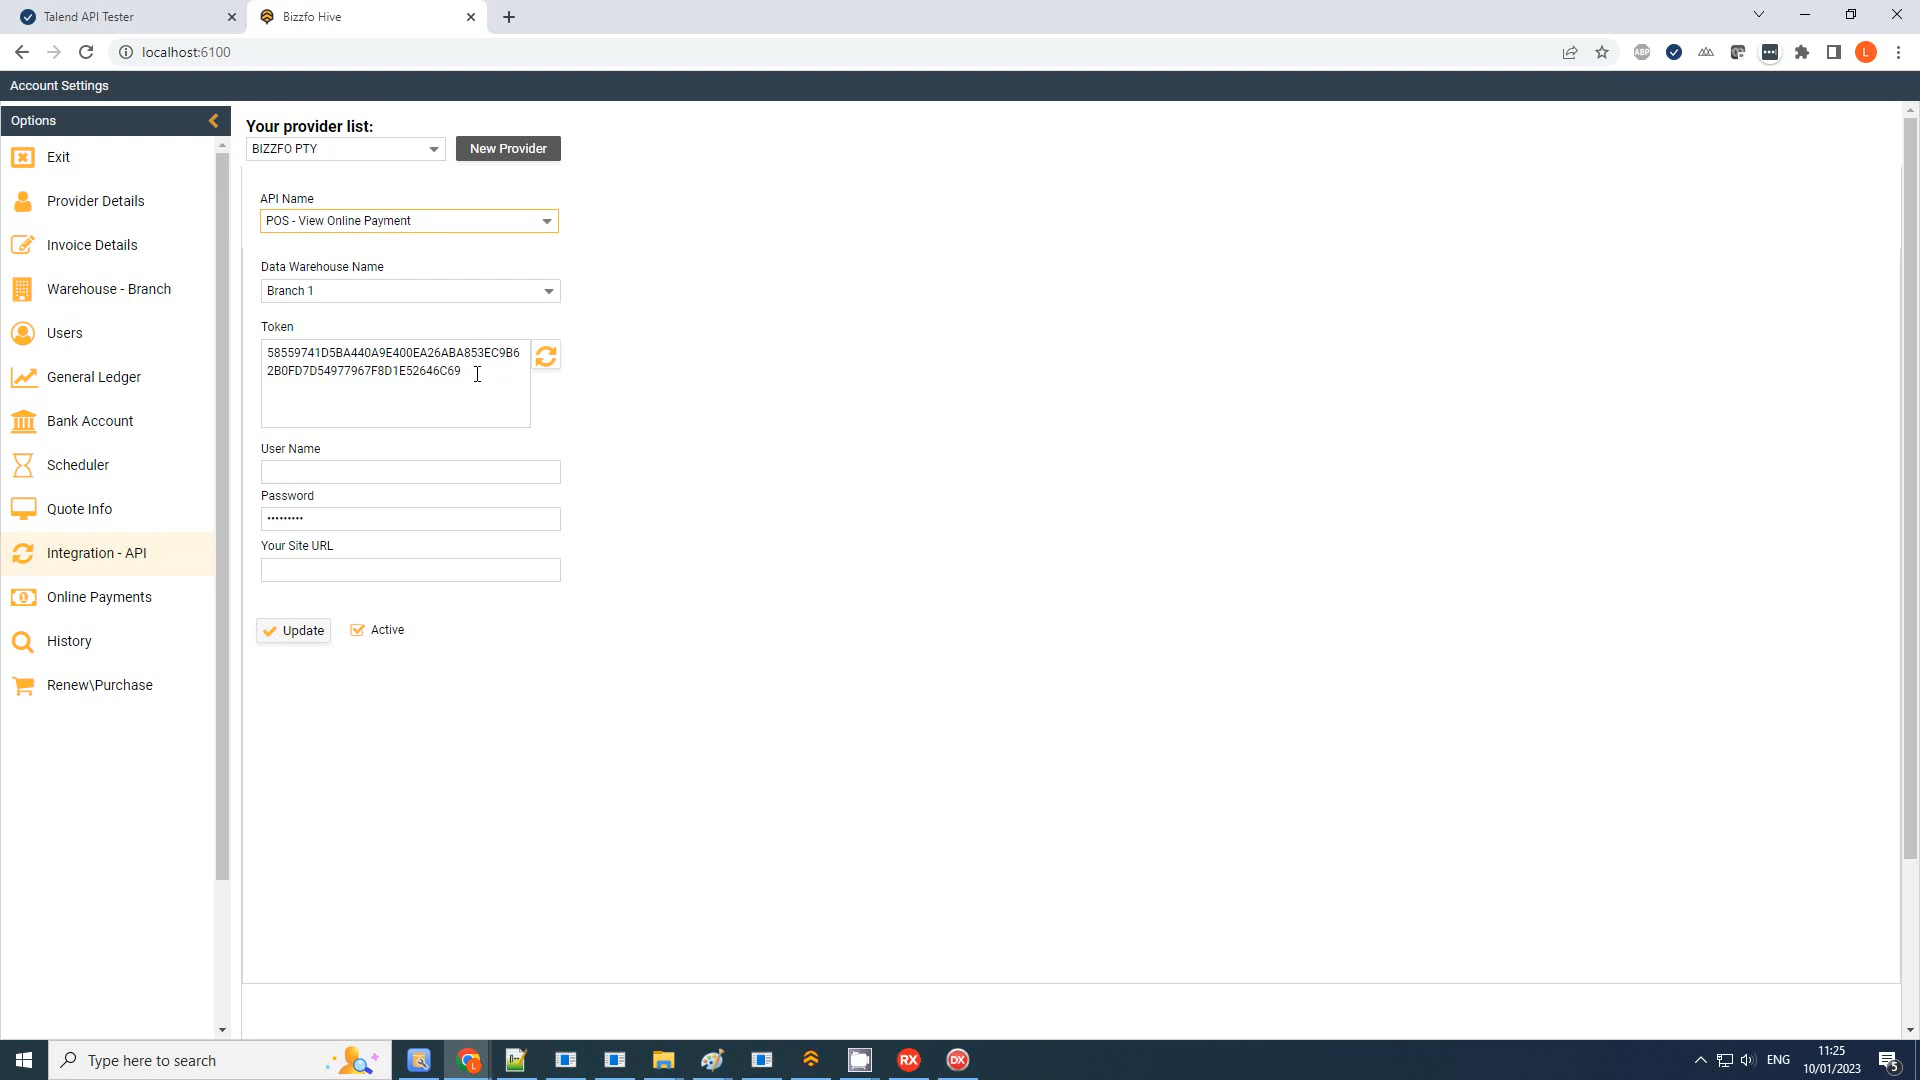 Talend API Tester
Bizzfo Hive
localhost:6100
ABP
L
Account Settings
Options
Exit
Provider Details
Invoice Details
Warehouse - Branch
Users
General Ledger
Bank Account
Scheduler
Quote Info
Integration - API
Online Payments
History
Renew\Purchase
Your provider list:
BIZZFO PTY
New Provider
API Name
POS - View Online Payment
Data Warehouse Name
Branch 1
Token
58559741D5BA440A9E400EA26ABA853EC9B6
2B0FD7D54977967F8D1E52646C69
User Name
Password
•••••••••
Your Site URL
Update
Active
Type here to search
L
RX
DX
ENG
11:25
10/01/2023
5